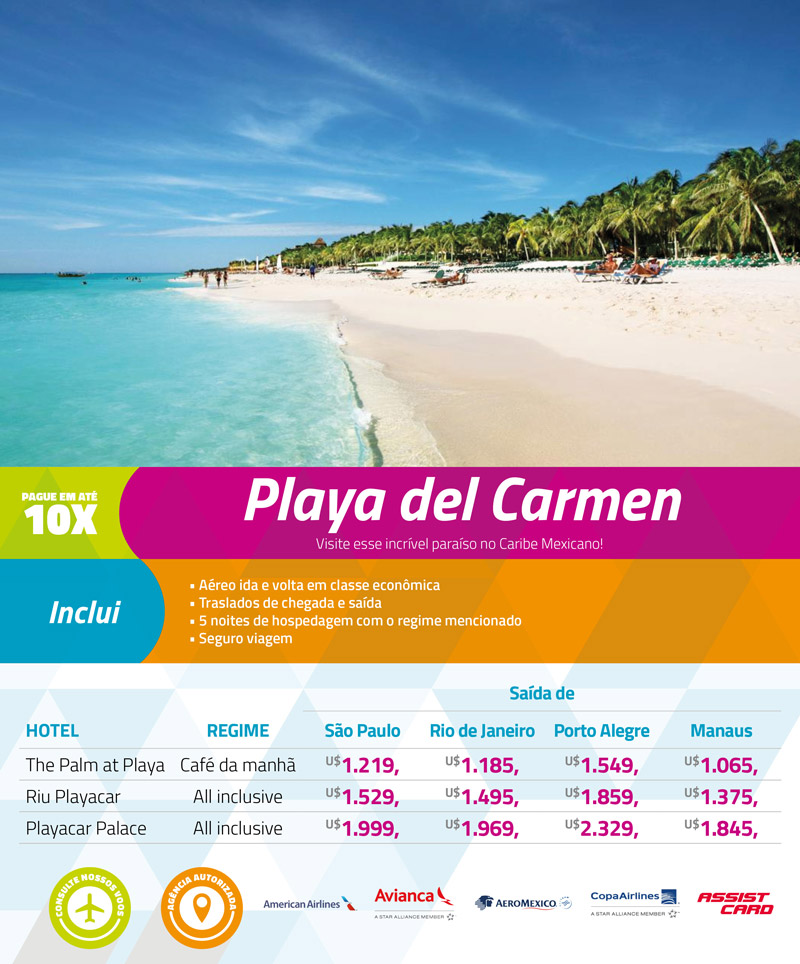 PAGUE EM ATÉ
10X
Playa del Carmen
Visite esse incrível paraíso no Caribe Mexicano!
Inclui
• Aéreo ida e volta em classe econômica
• Traslados de chegada e saída
• 5 noites de hospedagem com o regime mencionado
• Seguro viagem
Saída de
HOTEL REGIME São Paulo Rio de Janeiro Porto Alegre Manaus
The Palm at Playa Café da manhã U$1.219, U$1.185, U$1.549, U$1.065,
Riu Playacar All inclusive U$1.529, U$1.495, U$1.859, U$1.375,
Playacar Palace All inclusive U$1.999, U$1.969, U$2.329, U$1.845,
CONSULTE NOSSOS VOOS
AGÊNCIA AUTORIZADA
American Airlines
Avianca
A STAR ALLIANCE MEMBER
AEROMEXICO.
CopaAirlines
A STAR ALLIANCE MEMBER
ASSIST
CARD